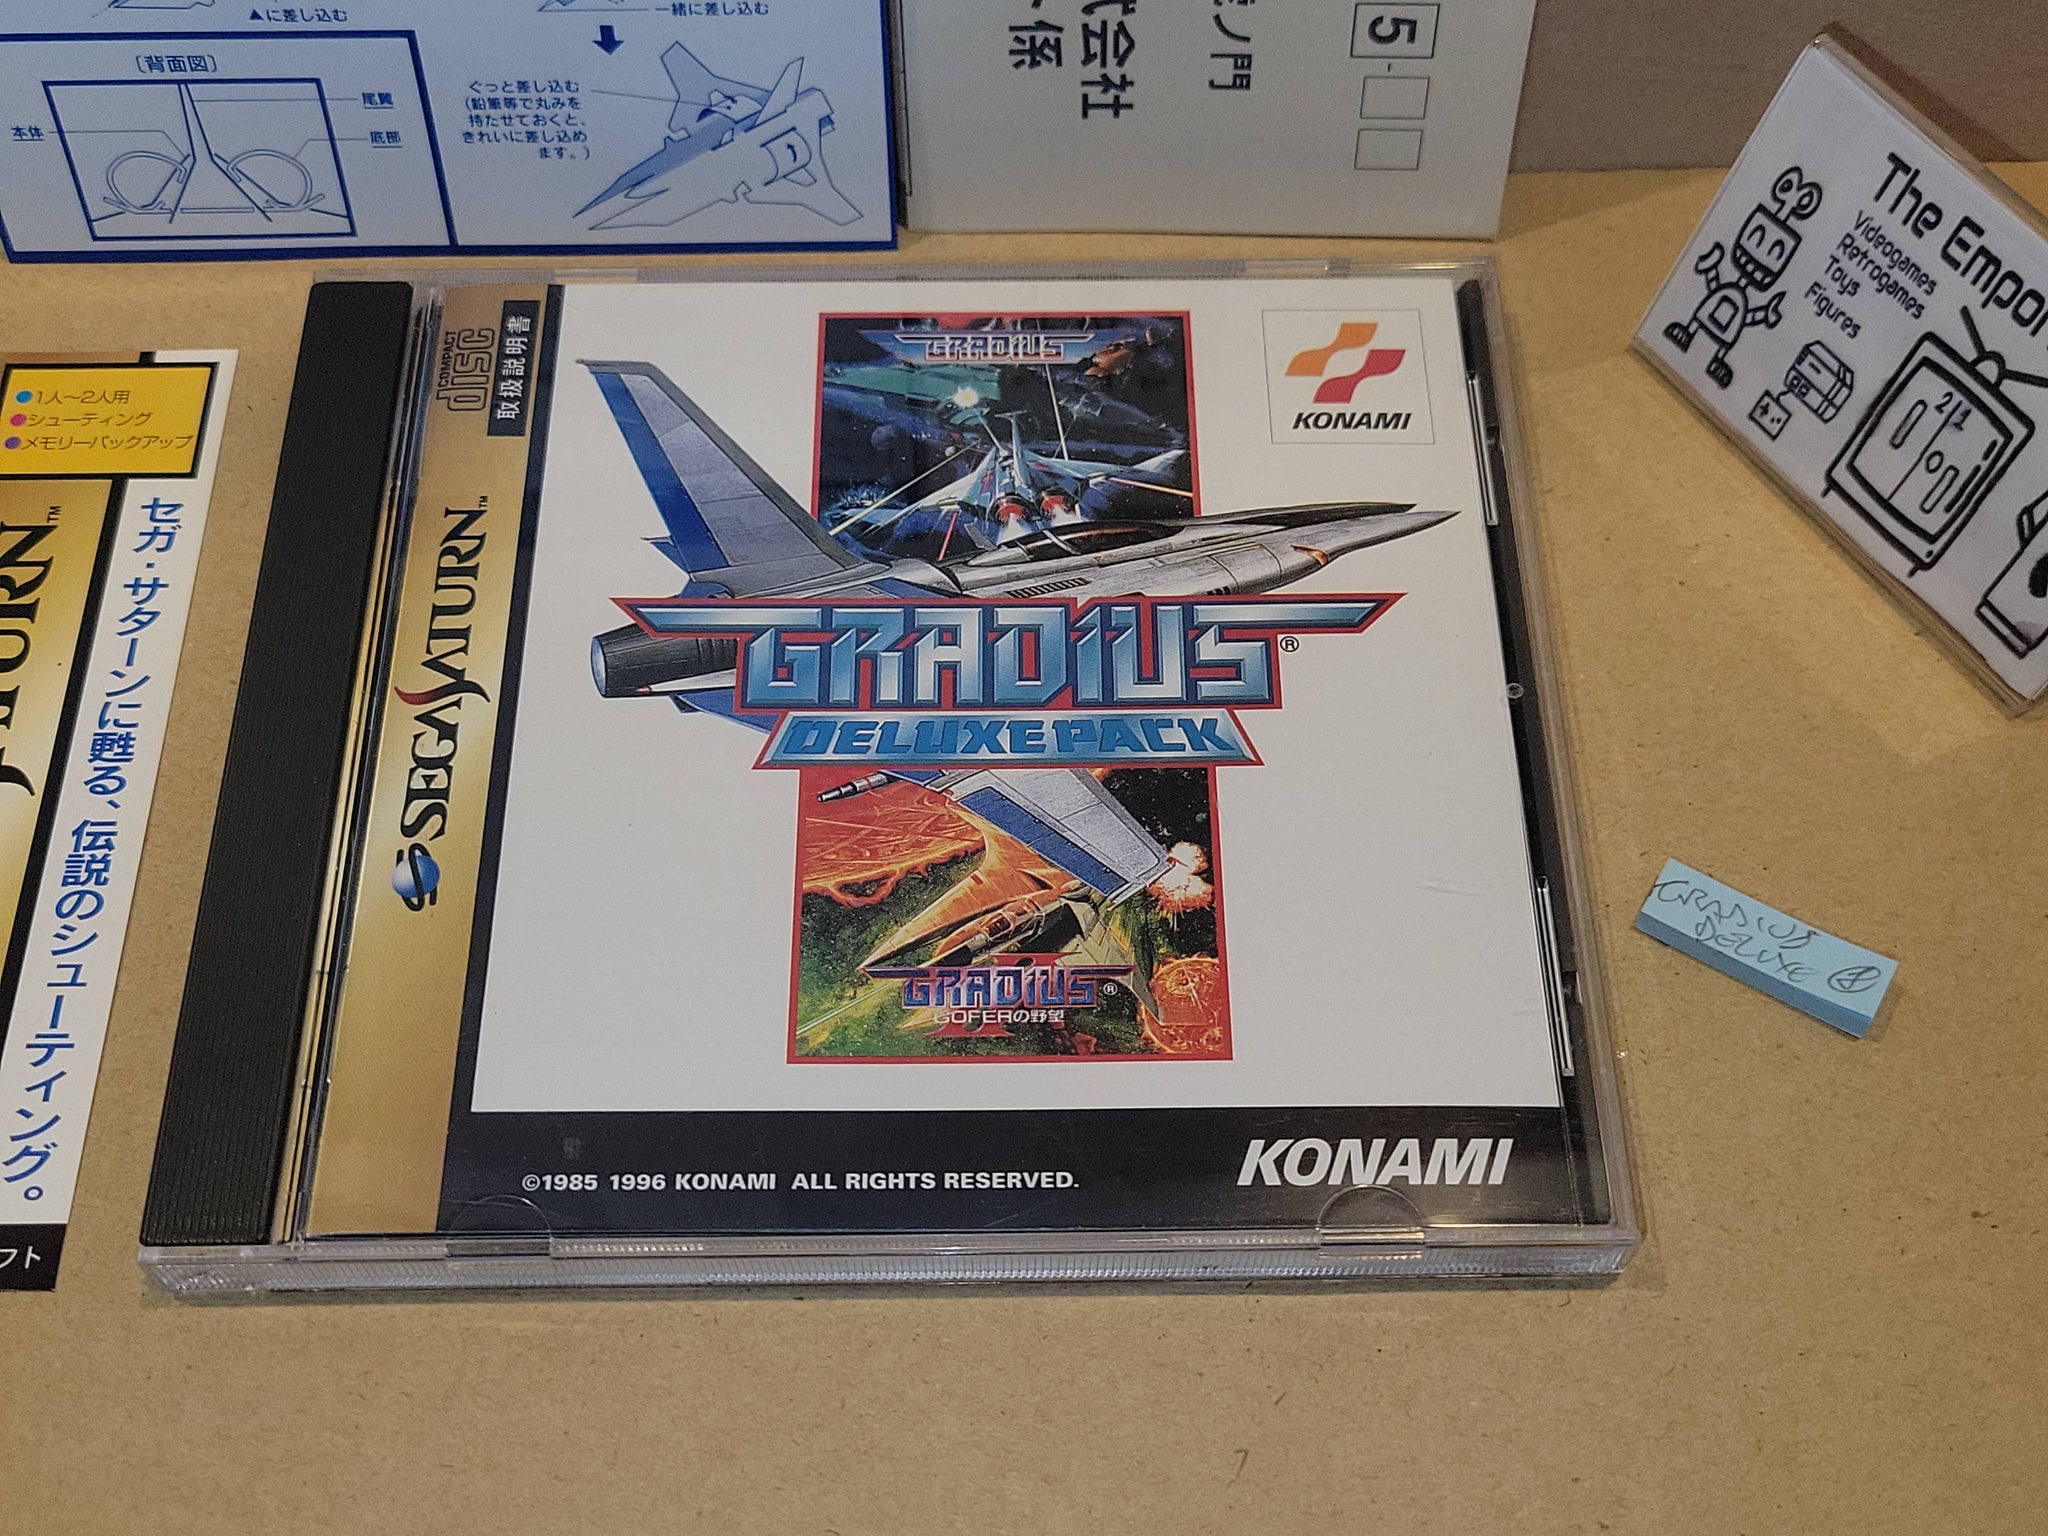 ▲に差し込む
一緒に差し込む
〔背面図〕
尾翼
本体
底部
ぐっと差し込む
(鉛筆等で丸みを
持たせておくと、
きれいに差し込め
ます。)
ノ門
式会社
係
5
The Empor
Videogames
Retrogames
Toys
Figures
2 1
●1人〜2人用
●シューティング
●メモリーバックアップ
TURN™
セガ・サターンに甦る、伝説のシューティング。
フト
COMPACT
disc
取扱説明書
SEGA SATURN™
GRADIUS
KONAMI
GRADIUS®
DELUXE PACK
GRADIUS®
II
GOFERの野望
©1985 1996 KONAMI ALL RIGHTS RESERVED.
KONAMI
GRADIUS
DELUXE